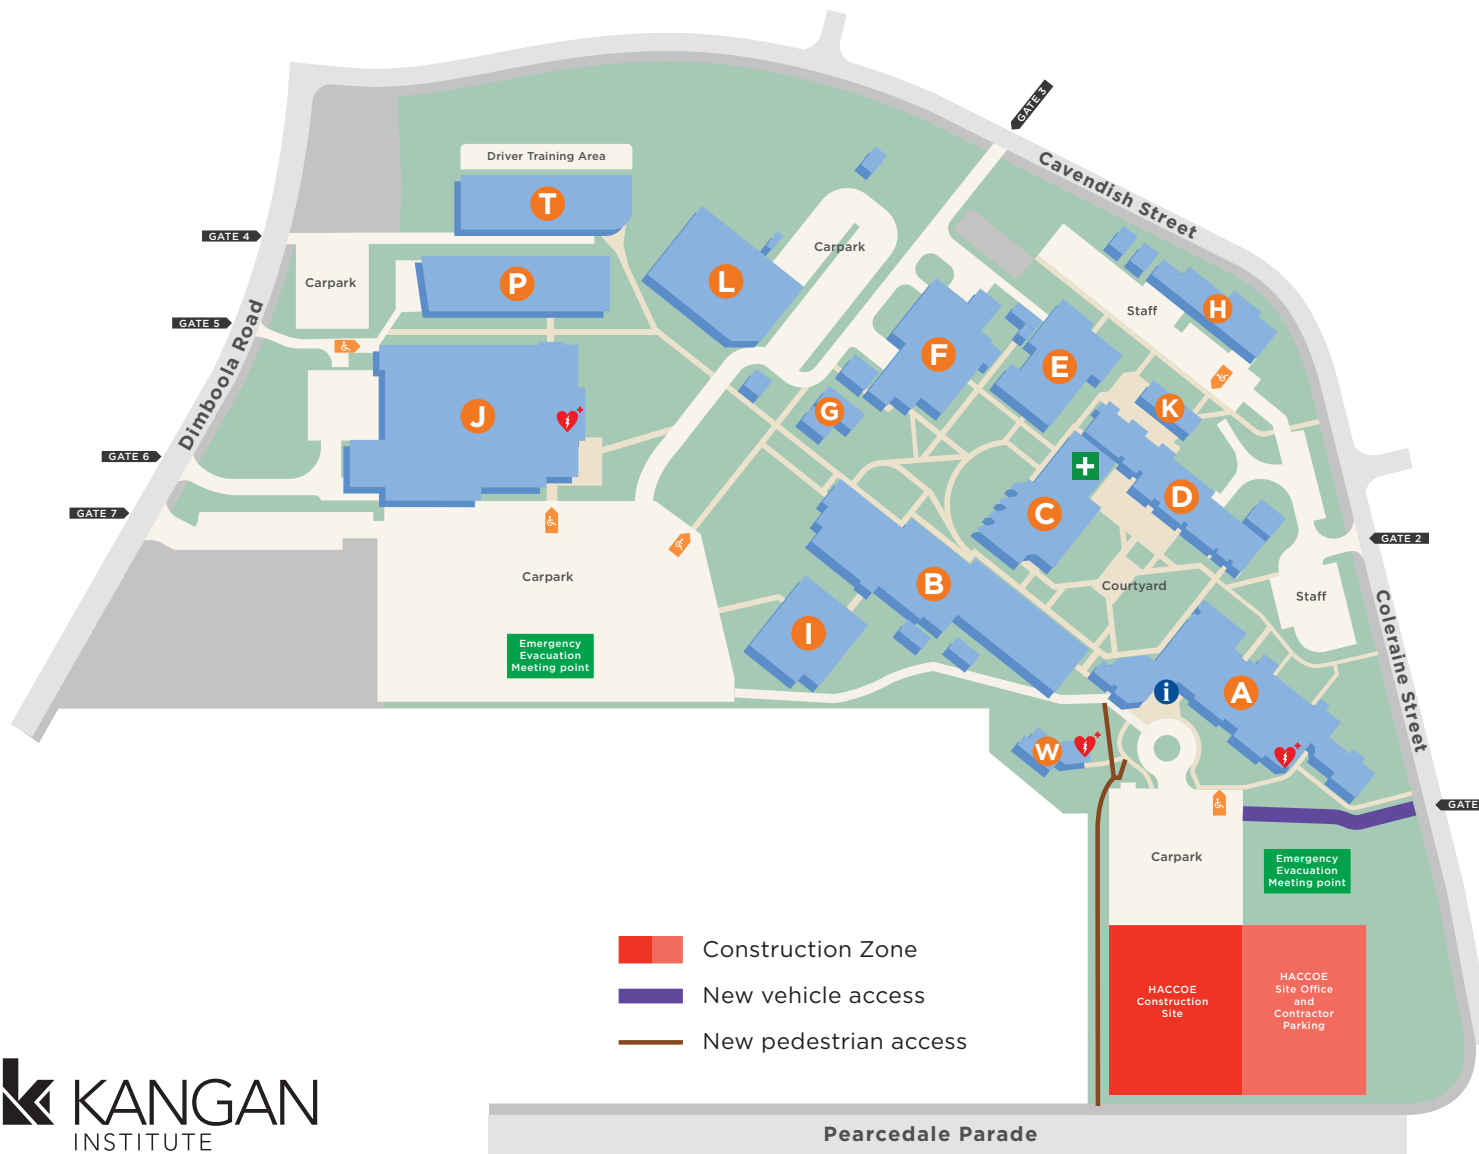 GATE 3
Cavendish Street
Driver Training Area
T
GATE 4
Carpark
P
L
Carpark
Staff
H
GATE 5
Dimboola Road
F
E
J
G
K
GATE 6
C
D
GATE 7
GATE 2
Carpark
B
Courtyard
Staff
Coleraine Street
I
Emergency
Evacuation
Meeting point
i
A
W
GATE
Carpark
Emergency
Evacuation
Meeting point
Construction Zone
New vehicle access
New pedestrian access
HACCOE
Construction
Site
HACCOE
Site Office
and
Contractor
Parking
KANGAN
INSTITUTE
Pearcedale Parade